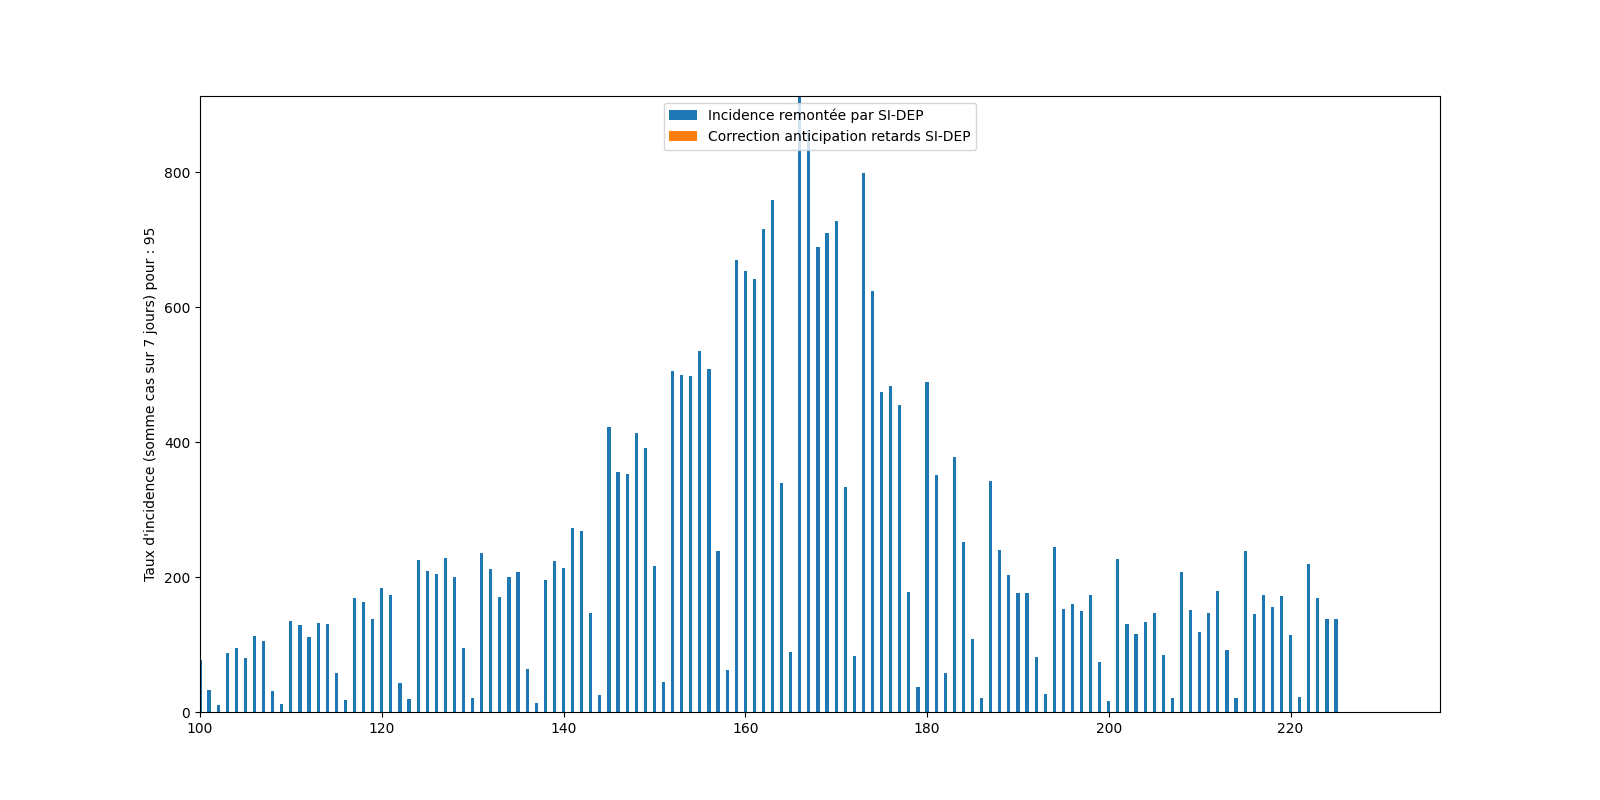 Incidence remontée par SI-DEP
Correction anticipation retards SI-DEP
Taux d'incidence (somme cas sur 7 jours) pour : 95
800
600
400
200
0
100 120 140 160 180 200 220